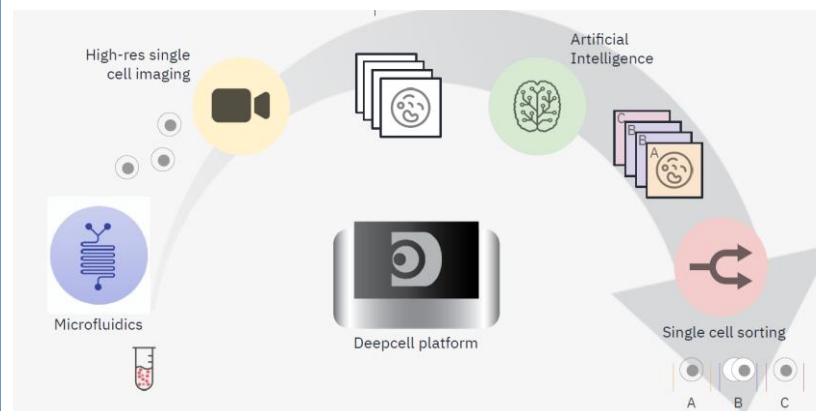 High-res single
cell imaging
Artificial
Intelligence
C
B
B
A
Microfluidics
Deepcell platform
Single cell sorting
A B C